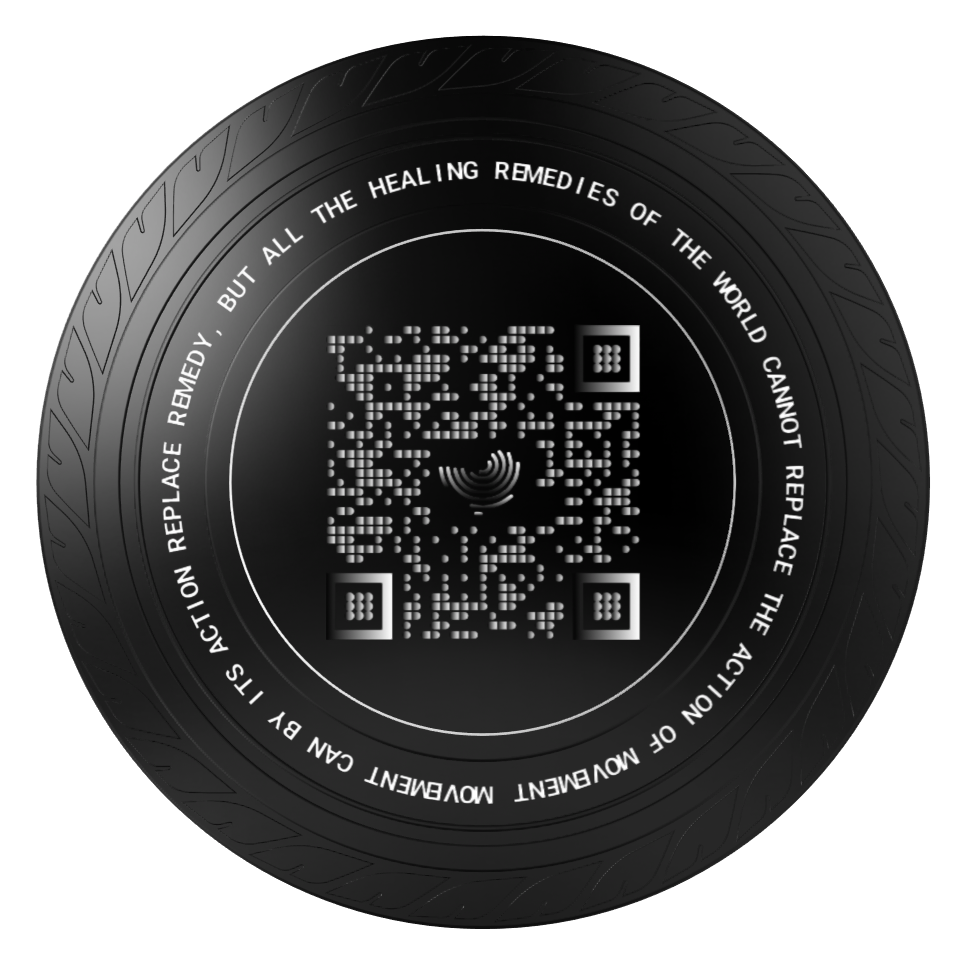 MOVEMENT CAN BY ITS ACTION REPLACE REMEDY, BUT ALL THE HEALING REMEDIES OF THE WORLD CANNOT REPLACE THE ACTION OF MOVEMENT